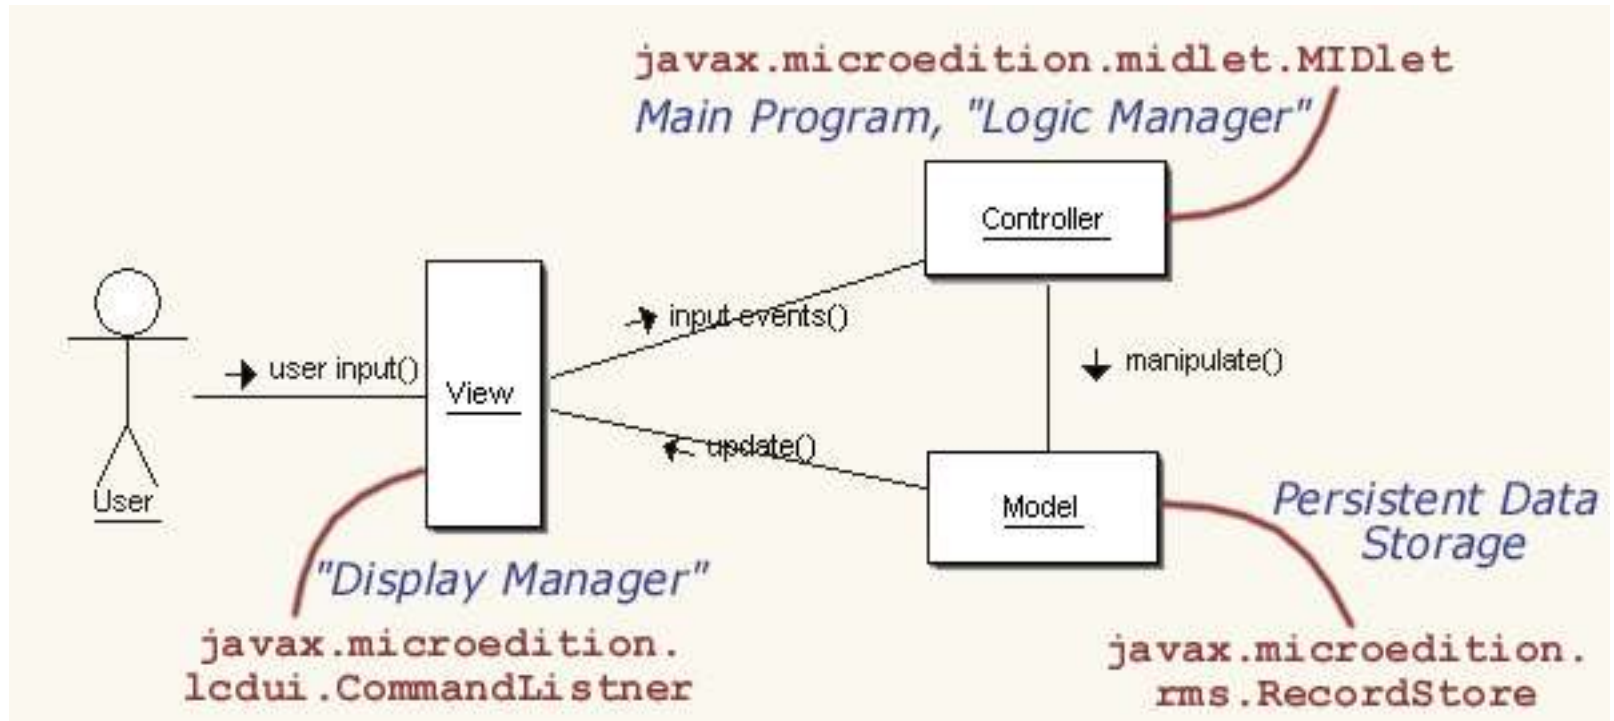 javax.microedition.midlet.MIDlet
Main Program, "Logic Manager"
Controller
input events()
user input()
View
manipulate()
update()
User
Model
Persistent Data
Storage
"Display Manager"
javax.microedition.
lcdui.CommandListner
javax.microedition.
rms.RecordStore